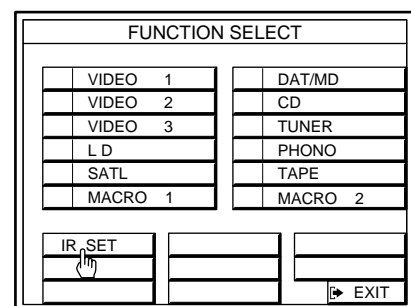 FUNCTION SELECT
VIDEO 1
VIDEO 2
VIDEO 3
L D
SATL
MACRO 1
DAT/MD
CD
TUNER
PHONO
TAPE
MACRO 2
IR SET
EXIT